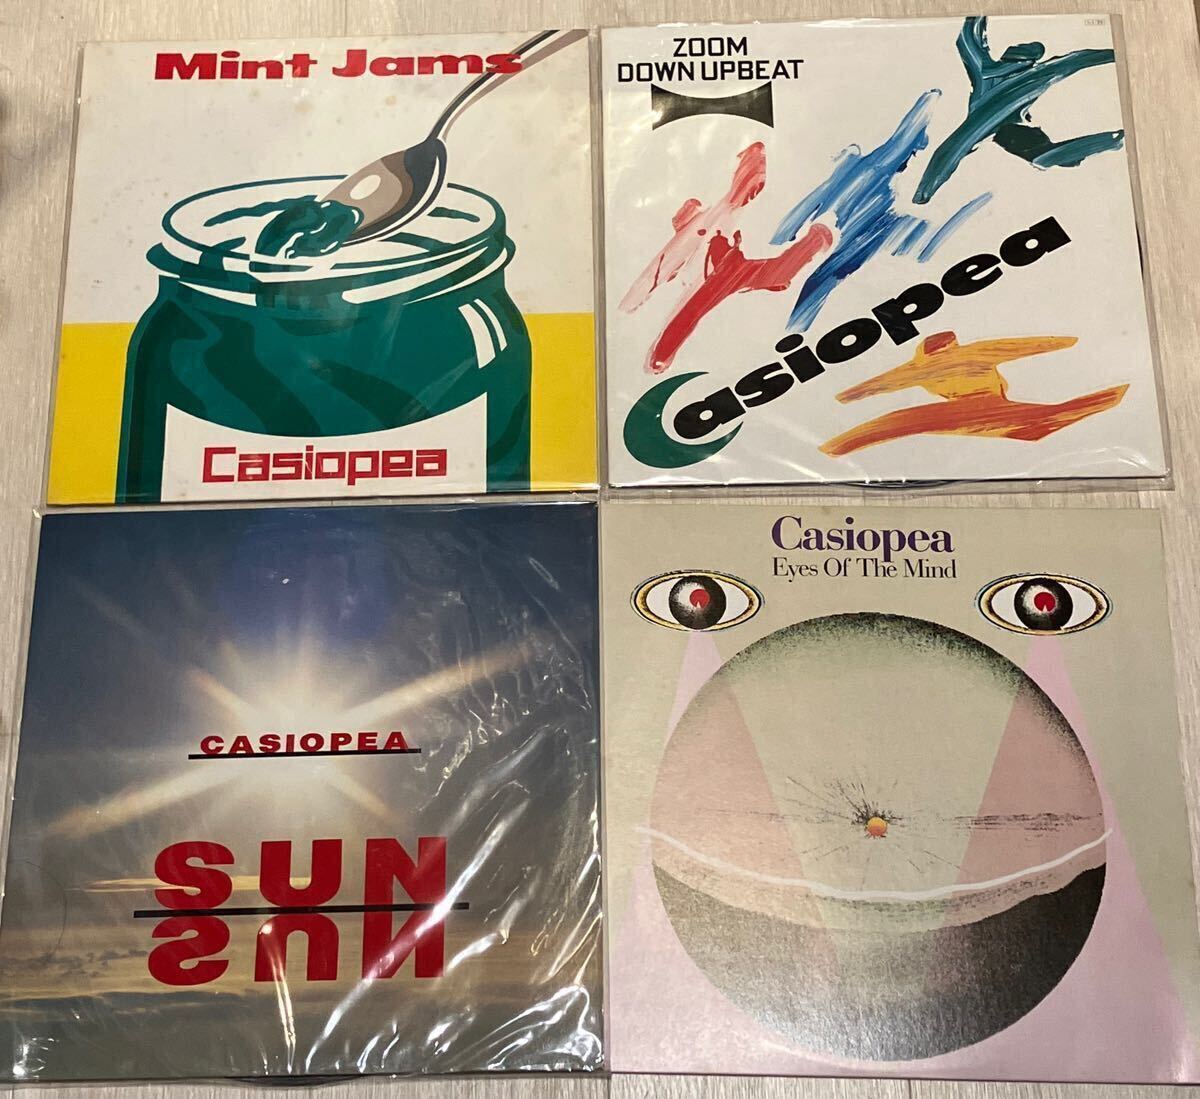 Mint Jams
Casiopea
ZOOM
DOWN UPBEAT
Casiopea
CASIOPEA
SUN
SUN
Casiopea
Eyes Of The Mind